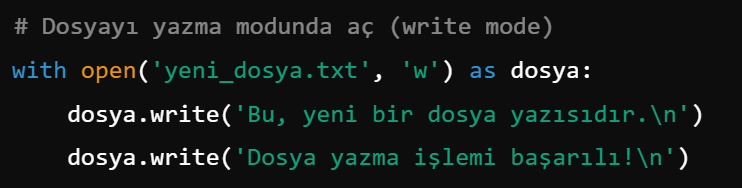 # Dosyayı yazma modunda aç (write mode)
with open('yeni_dosya.txt', 'w') as dosya:
    dosya.write('Bu, yeni bir dosya yazısıdır.\n')
    dosya.write('Dosya yazma işlemi başarılı!\n')